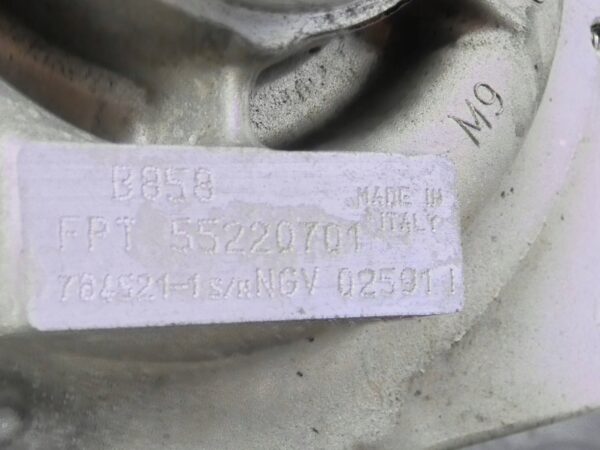 M9
B858
MADE IN
ITALY
FPT 55220701
784521-1 S/N NGV 025911